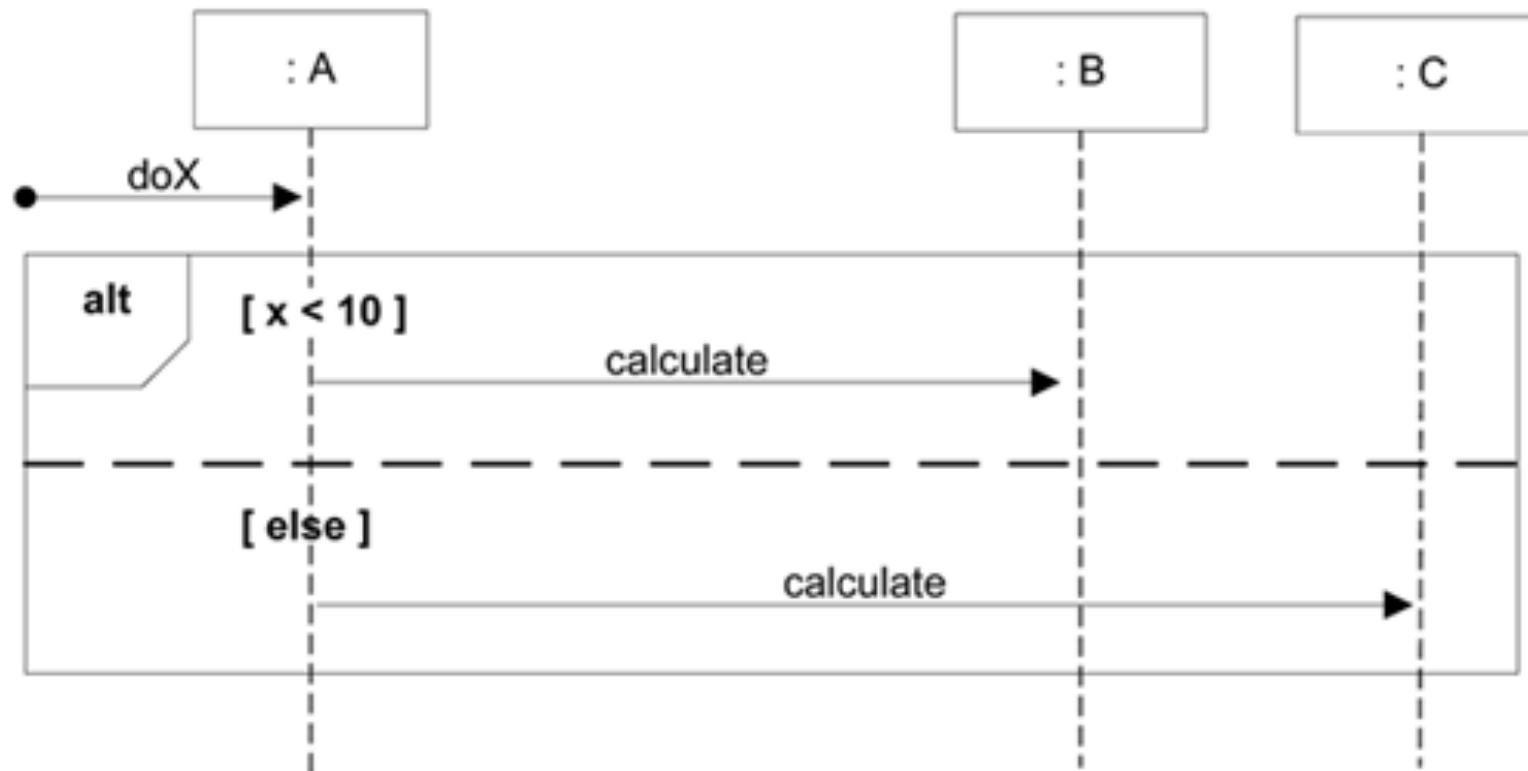 : A
: B
: C
doX
alt
[ x < 10 ]
calculate
[ else ]
calculate